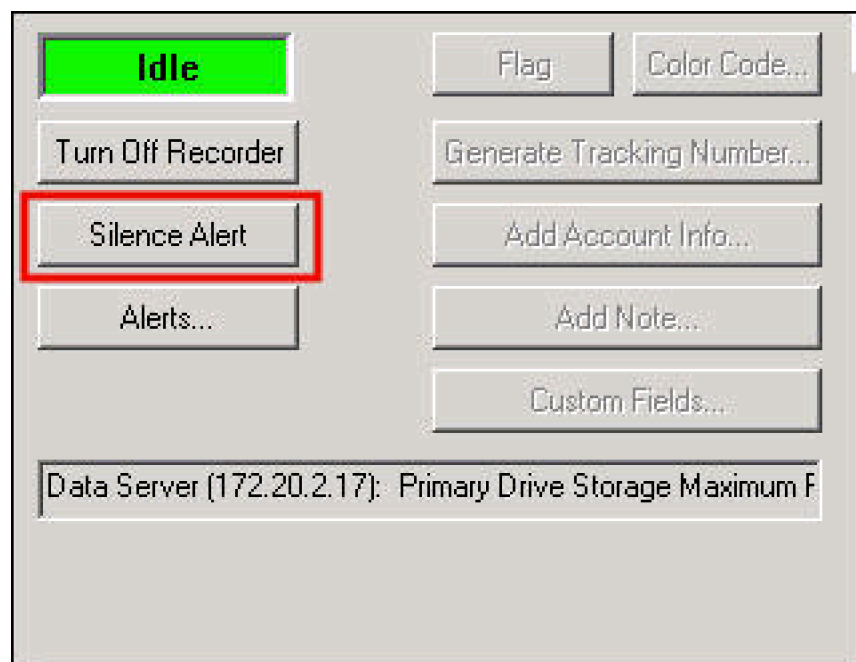 Idle
Flag
Color Code...
Turn Off Recorder
Generate Tracking Number...
Silence Alert
Add Account Info...
Alerts...
Add Note...
Custom Fields...
Data Server (172.20.2.17): Primary Drive Storage Maximum